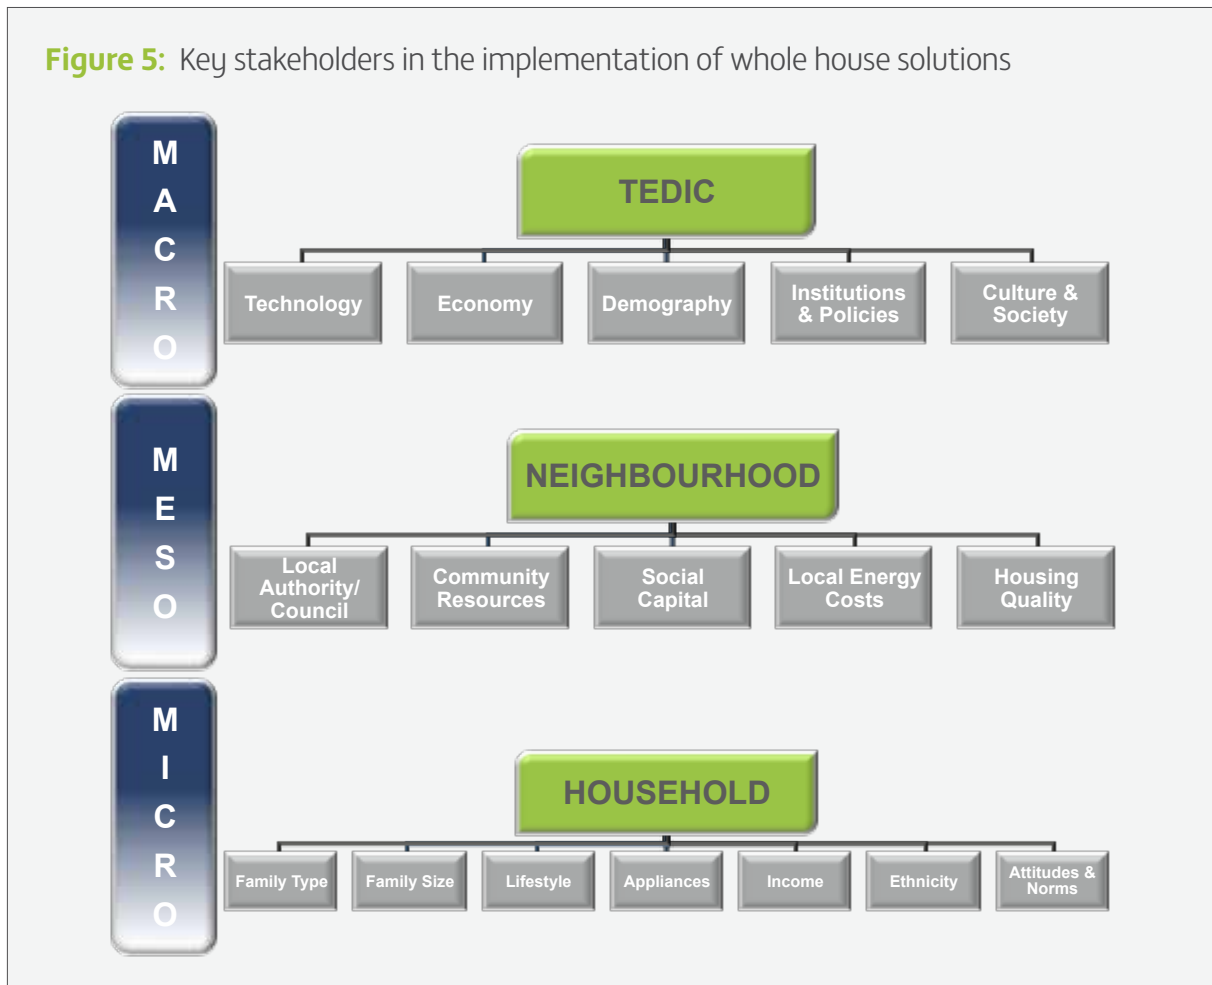 Figure 5: Key stakeholders in the implementation of whole house solutions
M
A
C
R
O
TEDIC
Technology
Economy
Demography
Institutions
& Policies
Culture &
Society
M
E
S
O
NEIGHBOURHOOD
Local
Authority/
Council
Community
Resources
Social
Capital
Local Energy
Costs
Housing
Quality
M
I
C
R
O
HOUSEHOLD
Family Type
Family Size
Lifestyle
Appliances
Income
Ethnicity
Attitudes &
Norms